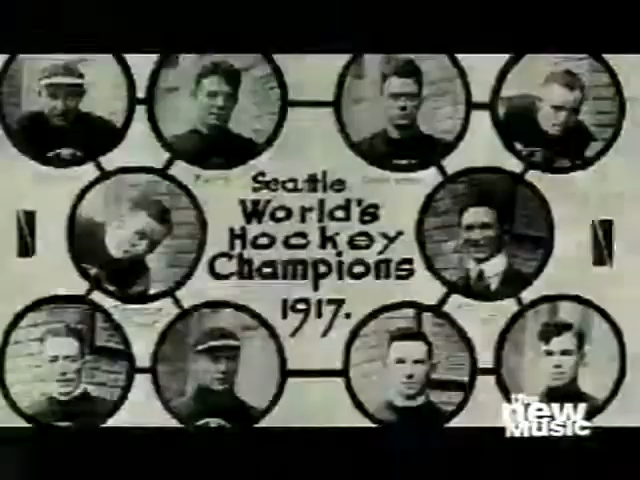 Seattle
World's
Hockey
Champions
1917.
the
new
Music